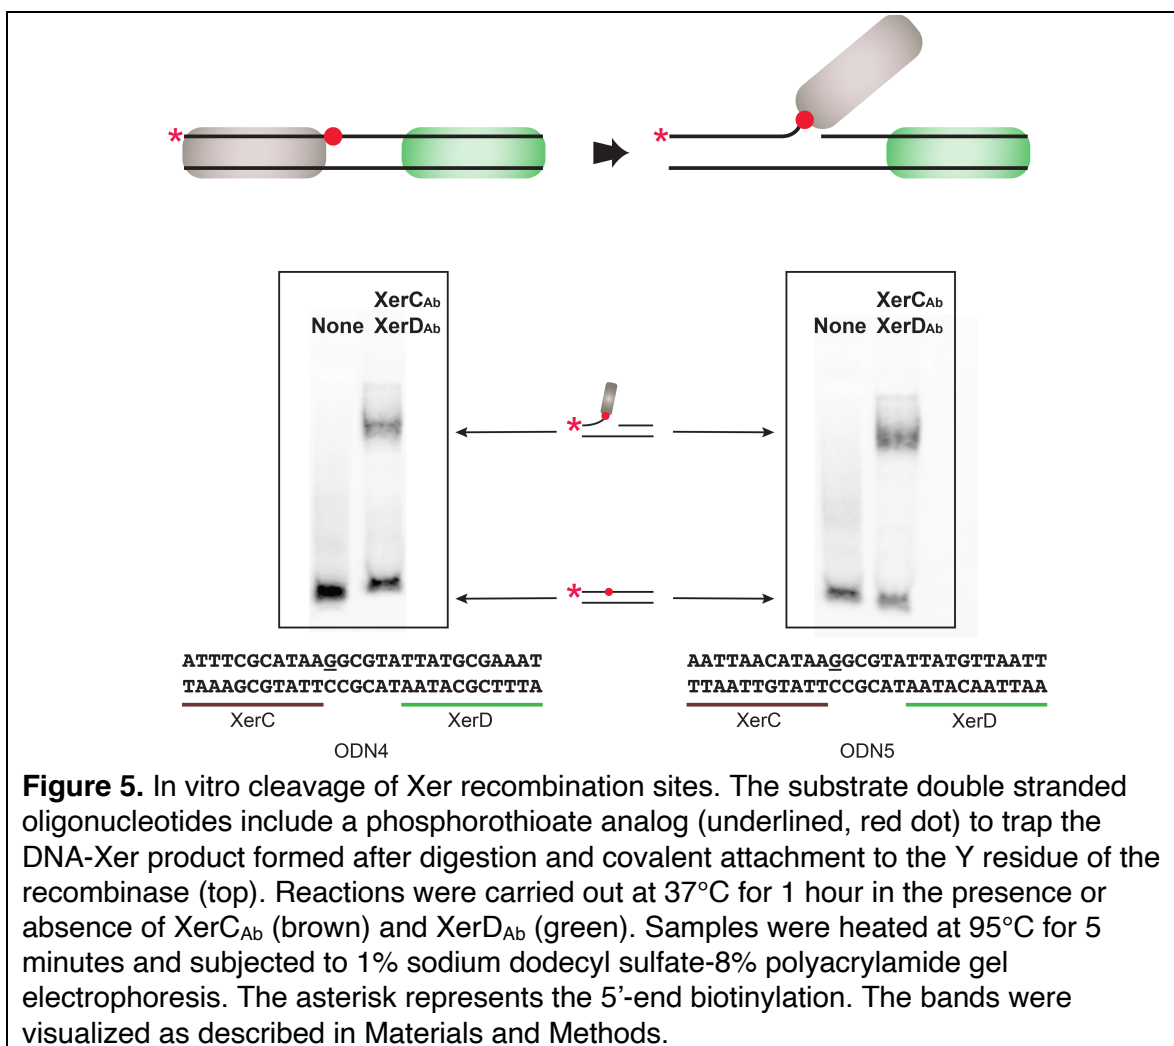 *
*
XerCAb
None XerDAb
XerCAb
None XerDAb
*
*
ATTTCGCATAAGGCGTATTATGCGAAAT
TAAAGCGTATTCCGCATAATACGCTTTA
XerC XerD
ODN4
AATTAACATAAGGCGTATTATGTTAATT
TTAATTGTATTCCGCATAATACAATTAA
XerC XerD
ODN5
Figure 5. In vitro cleavage of Xer recombination sites. The substrate double stranded
oligonucleotides include a phosphorothioate analog (underlined, red dot) to trap the
DNA-Xer product formed after digestion and covalent attachment to the Y residue of the
recombinase (top). Reactions were carried out at 37°C for 1 hour in the presence or
absence of XerCAb (brown) and XerDAb (green). Samples were heated at 95°C for 5
minutes and subjected to 1% sodium dodecyl sulfate-8% polyacrylamide gel
electrophoresis. The asterisk represents the 5’-end biotinylation. The bands were
visualized as described in Materials and Methods.